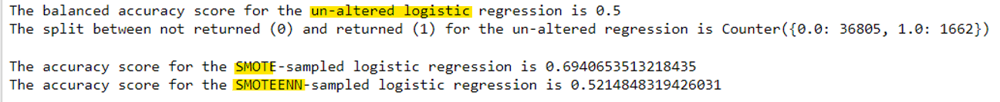 The balanced accuracy score for the un-altered logistic regression is 0.5
The split between not returned (0) and returned (1) for the un-altered regression is Counter({0.0: 36805, 1.0: 1662})
The accuracy score for the SMOTE-sampled logistic regression is 0.6940653513218435
The accuracy score for the SMOTEENN-sampled logistic regression is 0.5214848319426031